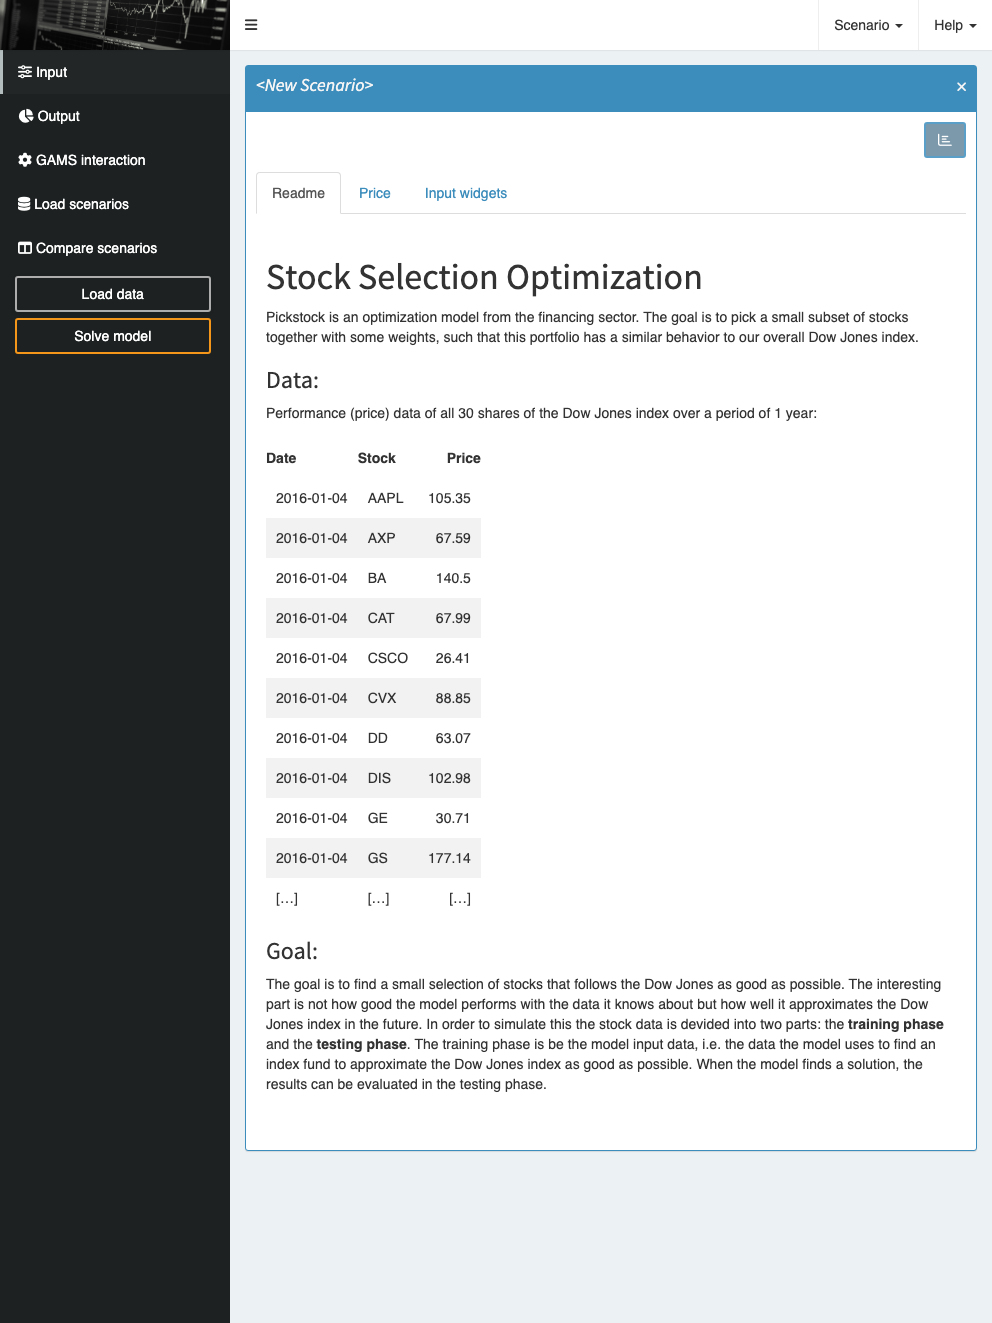 Scenario
Help
Input
Output
GAMS interaction
Load scenarios
Compare scenarios
Load data
Solve model
<New Scenario>
×
Readme Price Input widgets
Stock Selection Optimization
Pickstock is an optimization model from the financing sector. The goal is to pick a small subset of stocks
together with some weights, such that this portfolio has a similar behavior to our overall Dow Jones index.
Data:
Performance (price) data of all 30 shares of the Dow Jones index over a period of 1 year:
Date Stock Price
2016-01-04 AAPL 105.35
2016-01-04 AXP 67.59
2016-01-04 BA 140.5
2016-01-04 CAT 67.99
2016-01-04 CSCO 26.41
2016-01-04 CVX 88.85
2016-01-04 DD 63.07
2016-01-04 DIS 102.98
2016-01-04 GE 30.71
2016-01-04 GS 177.14
[...] [...] [...]
Goal:
The goal is to find a small selection of stocks that follows the Dow Jones as good as possible. The interesting
part is not how good the model performs with the data it knows about but how well it approximates the Dow
Jones index in the future. In order to simulate this the stock data is devided into two parts: the training phase
and the testing phase. The training phase is be the model input data, i.e. the data the model uses to find an
index fund to approximate the Dow Jones index as good as possible. When the model finds a solution, the
results can be evaluated in the testing phase.